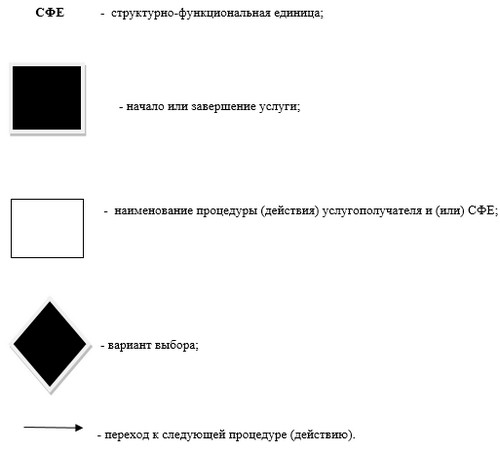 СФЕ - структурно-функциональная единица;
- начало или завершение услуги;
- наименование процедуры (действия) услугополучателя и (или) СФЕ;
- вариант выбора;
- переход к следующей процедуре (действию).